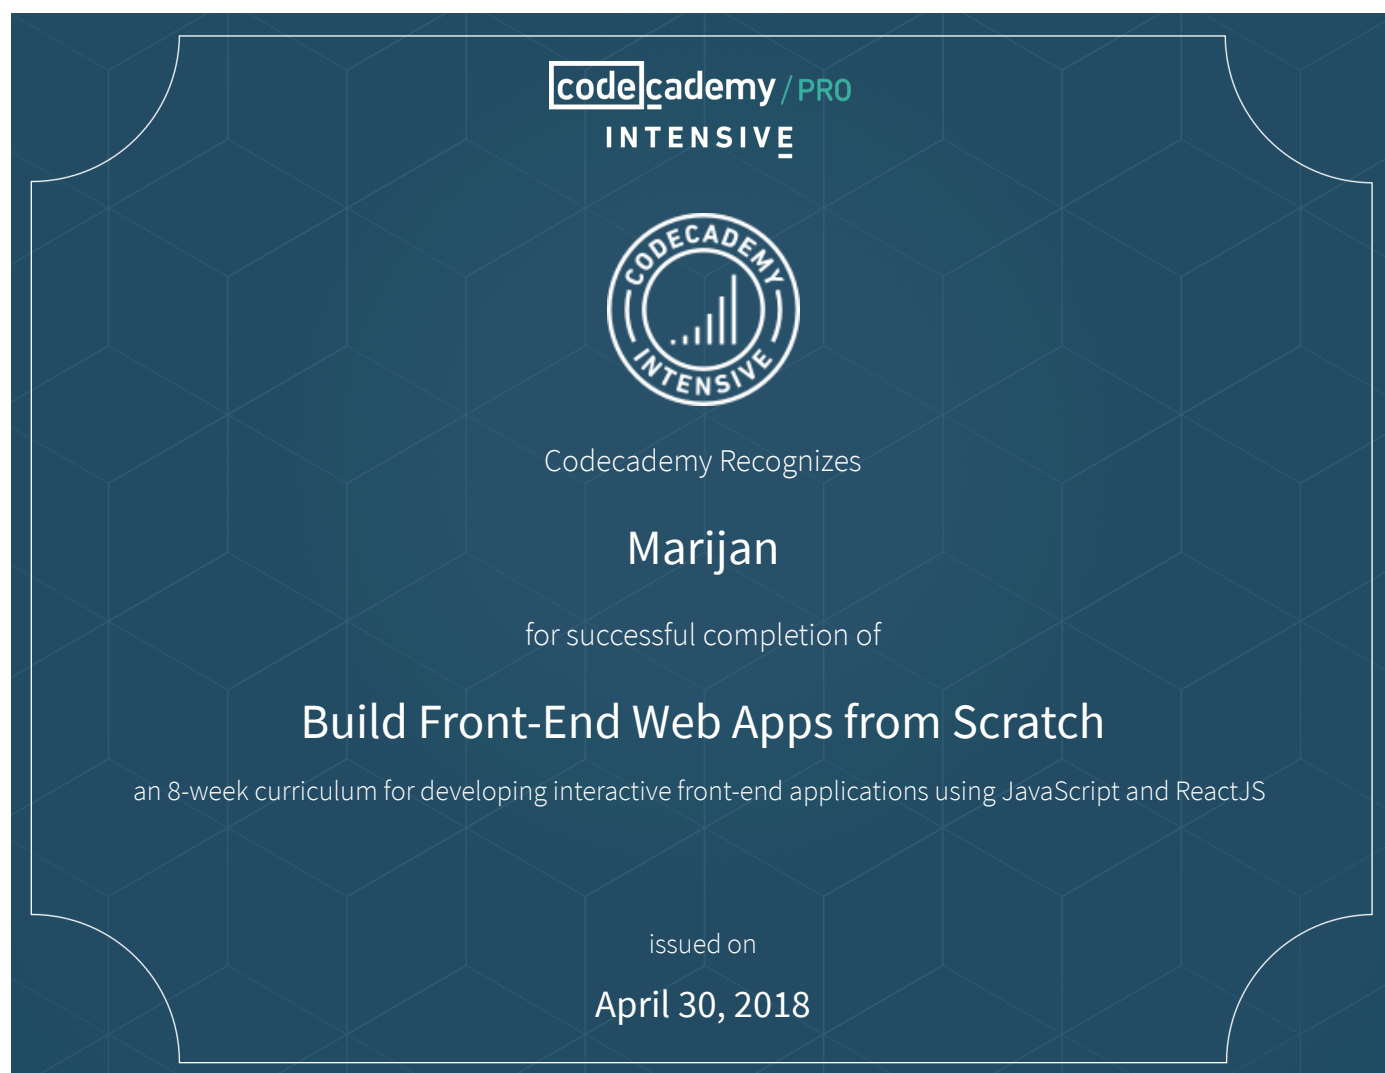 codecademy / PRO
INTENSIVE
CODECADEMY
INTENSIVE
Codecademy Recognizes
Marijan
for successful completion of
Build Front-End Web Apps from Scratch
an 8-week curriculum for developing interactive front-end applications using JavaScript and ReactJS
issued on
April 30, 2018